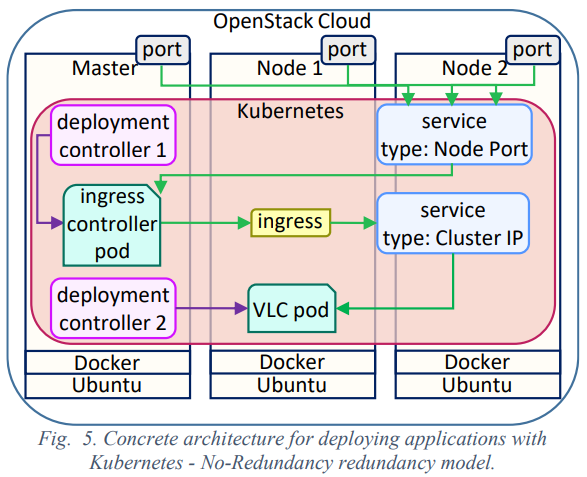 OpenStack Cloud
port
port
port
Master
Node 1
Node 2
Kubernetes
deployment
controller 1
service
type: Node Port
ingress
controller
pod
ingress
service
type: Cluster IP
deployment
controller 2
VLC pod
Docker
Docker
Docker
Ubuntu
Ubuntu
Ubuntu
Fig. 5. Concrete architecture for deploying applications with
Kubernetes - No-Redundancy redundancy model.